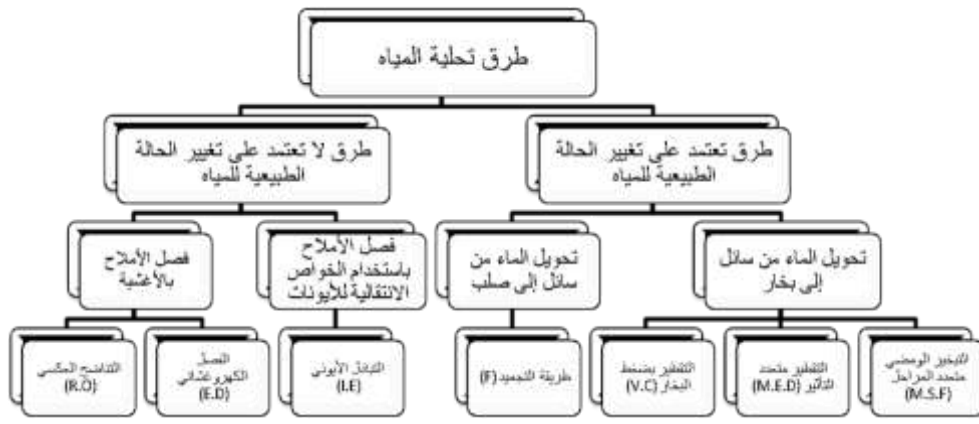 طرق تحلية المياه
طرق تعتمد على تغيير الحالة
الطبيعية للمياه
طرق لا تعتمد على تغيير الحالة
الطبيعية للمياه
تحويل الماء من سائل
إلى بخار
تحويل الماء من
سائل إلى صلب
فصل الأملاح
باستخدام الخواص
الانتقالية للأيونات
فصل الأملاح
بالأغشية
التبخير الومضي
متعدد المراحل
(M.S.F)
التقطير متعدد
التأثير (M.E.D)
التقطير بضغط
البخار (V.C)
طريقة التجميد (F)
التبادل الأيوني
(I.E)
الفصل
الكهروغشائي
(E.D)
التناضح العكسي
(R.O)